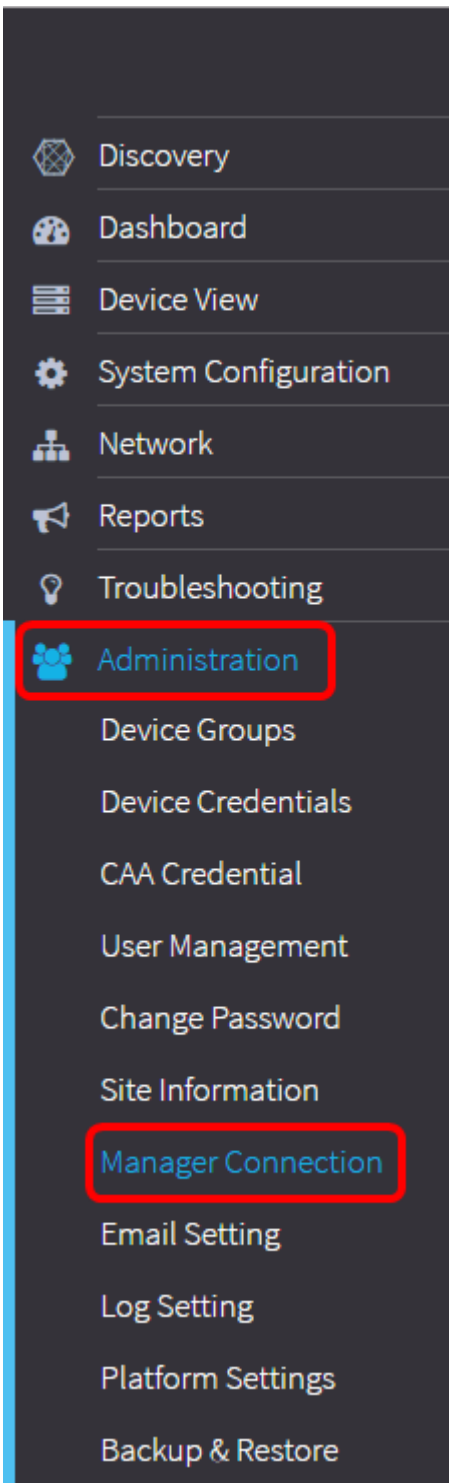 Discovery
Dashboard
Device View
System Configuration
Network
Reports
Troubleshooting
Administration
Device Groups
Device Credentials
CAA Credential
User Management
Change Password
Site Information
Manager Connection
Email Setting
Log Setting
Platform Settings
Backup & Restore